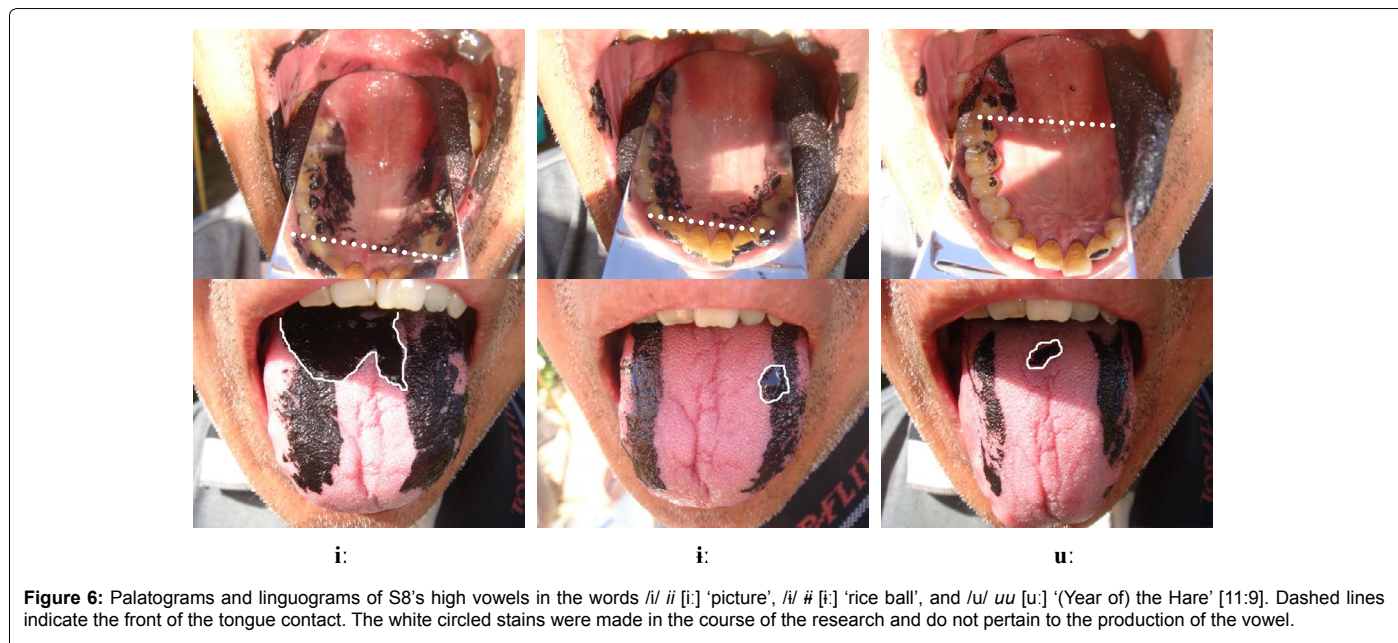 iː ɨː uː
Figure 6: Palatograms and linguograms of S8's high vowels in the words /i/ ii [iː] 'picture', /ɨ/ ʉ [ɨː] 'rice ball', and /u/ uu [uː] '(Year of) the Hare' [11:9]. Dashed lines
indicate the front of the tongue contact. The white circled stains were made in the course of the research and do not pertain to the production of the vowel.